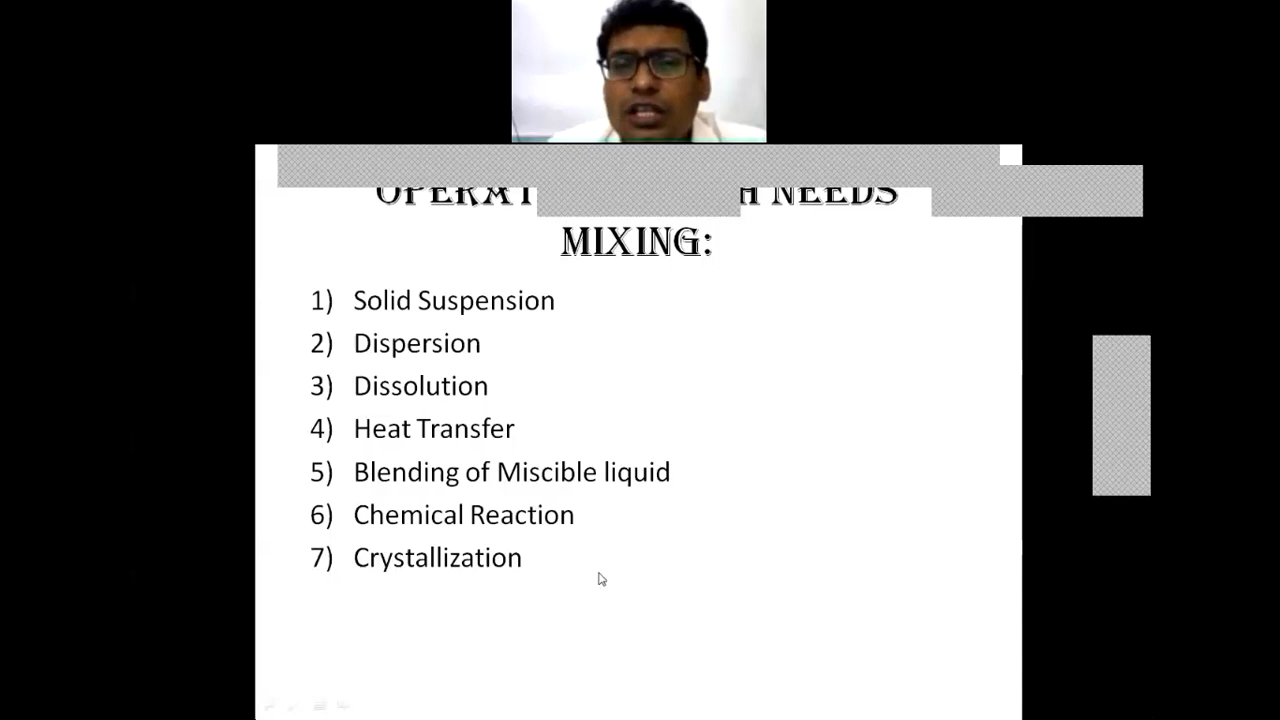 NEEDS
MIXING:
1) Solid Suspension
2) Dispersion
3) Dissolution
4) Heat Transfer
5) Blending of Miscible liquid
6) Chemical Reaction
7) Crystallization